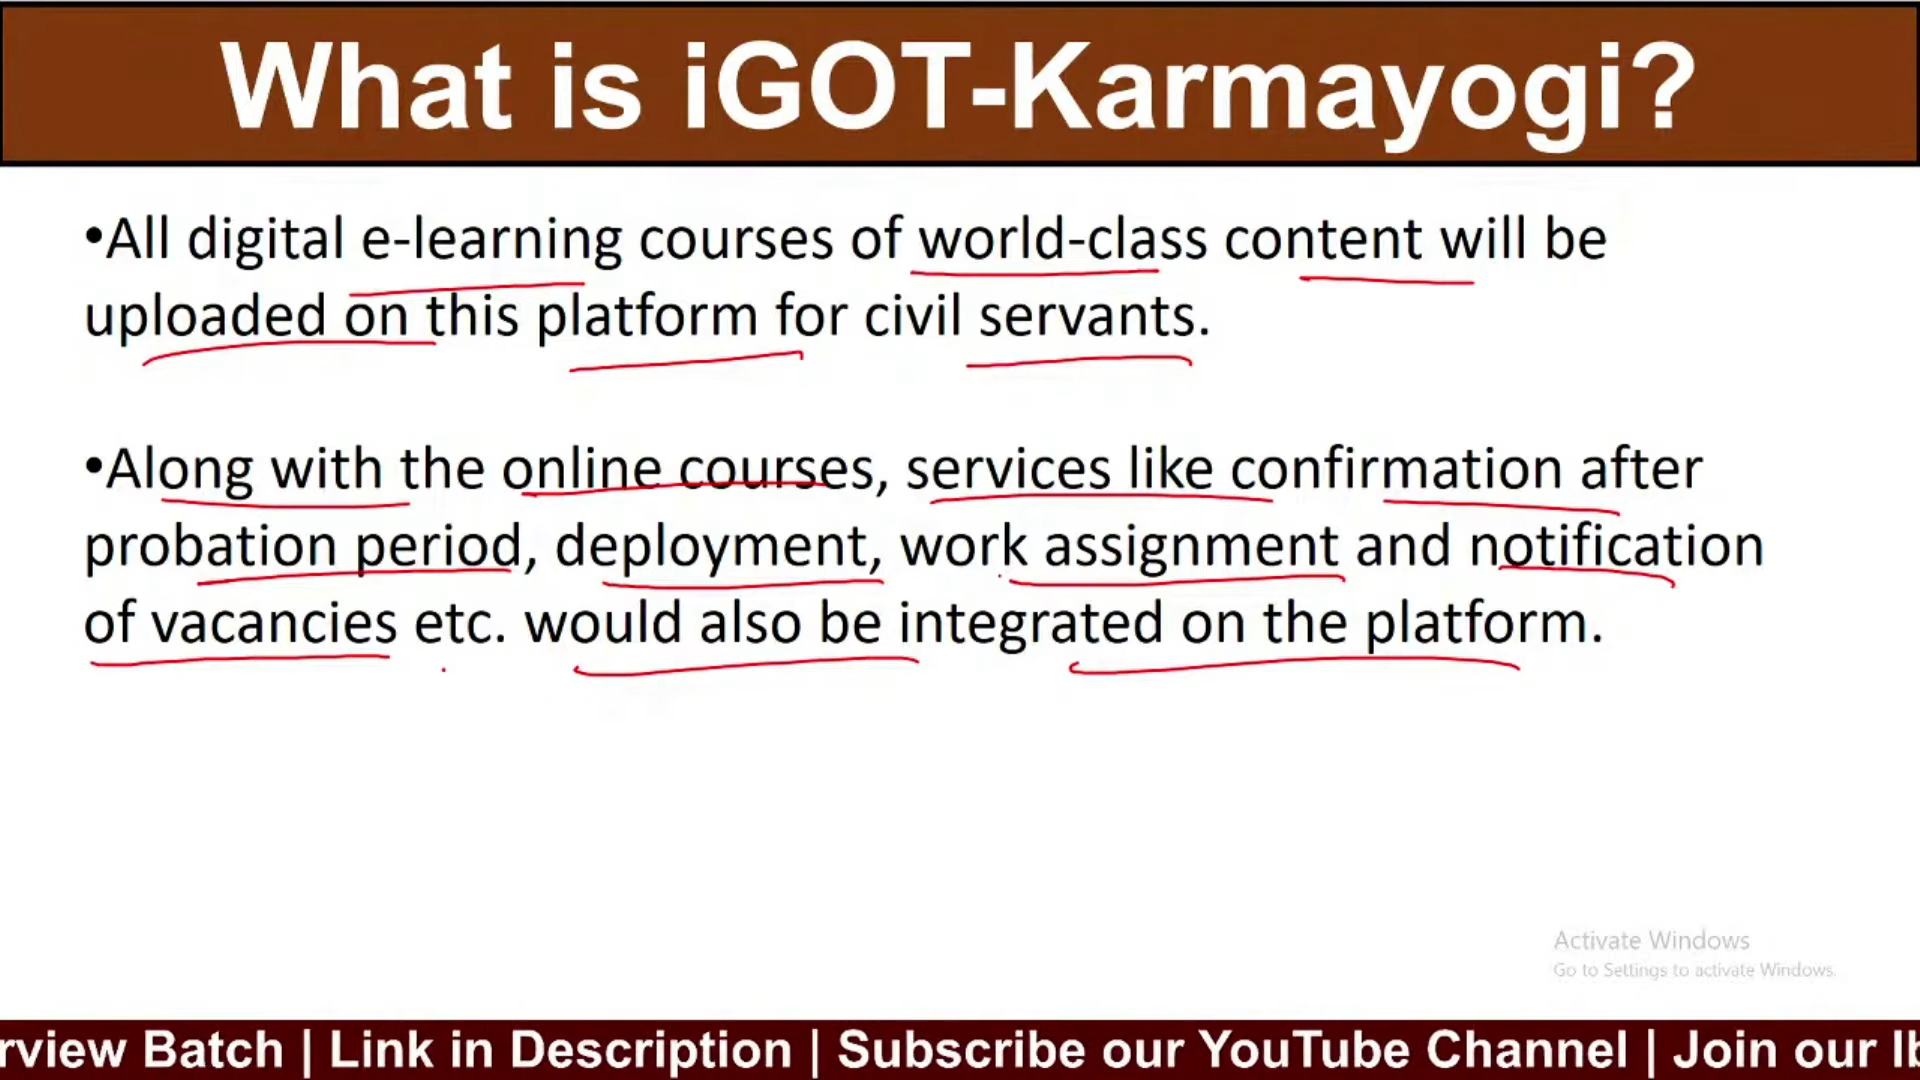 What is iGOT-Karmayogi?
•All digital e-learning courses of world-class content will be
uploaded on this platform for civil servants.
•Along with the online courses, services like confirmation after
probation period, deployment, work assignment and notification
of vacancies etc. would also be integrated on the platform.
Activate Windows
Go to Settings to activate Windows.
rview Batch | Link in Description | Subscribe our YouTube Channel | Join our